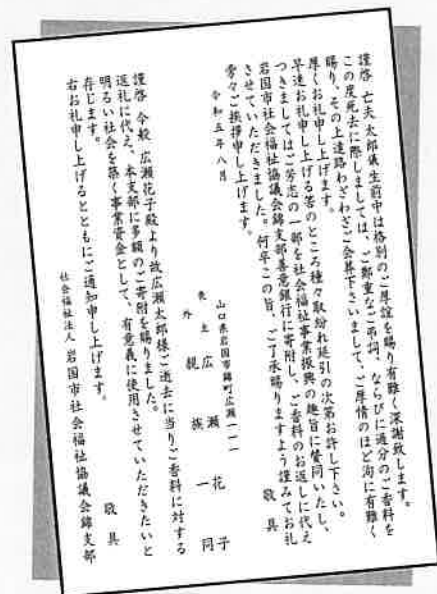 謹啓 亡夫 太郎儀生前中は格別のご厚誼を賜り有難く深謝致します。
この度死去に際しましては、ご鄭重なご弔詞、ならびに過分のご香料を
賜り、その上遠路わざわざご会葬下さいまして、ご厚情のほど洵に有難く
厚くお礼申し上げます。
早速お礼申し上げる筈のところ種々取紛れ延引の次第お許し下さい。
つきましてはご芳志の一部を社会福祉事業振興の趣旨に賛同いたし、
岩国市社会福祉協議会錦支部善意銀行に寄附し、ご香料のお返しに代え
させていただきました。何卒この旨、ご了承賜りますよう謹みてお礼
旁々ご挨拶申し上げます。
敬具
令和五年八月
山口県岩国市錦町広瀬一一一
喪主 広瀬花子
外 親族一同
謹啓 今般 広瀬花子殿より故広瀬太郎様ご逝去に当りご香料に対する
返礼に代え、本支部に多額のご寄附を賜りました。
明るい社会を築く事業資金として、有意義に使用させていただきたいと
存じます。
右お礼申し上げるとともにご通知申し上げます。
敬具
社会福祉法人 岩国市社会福祉協議会錦支部